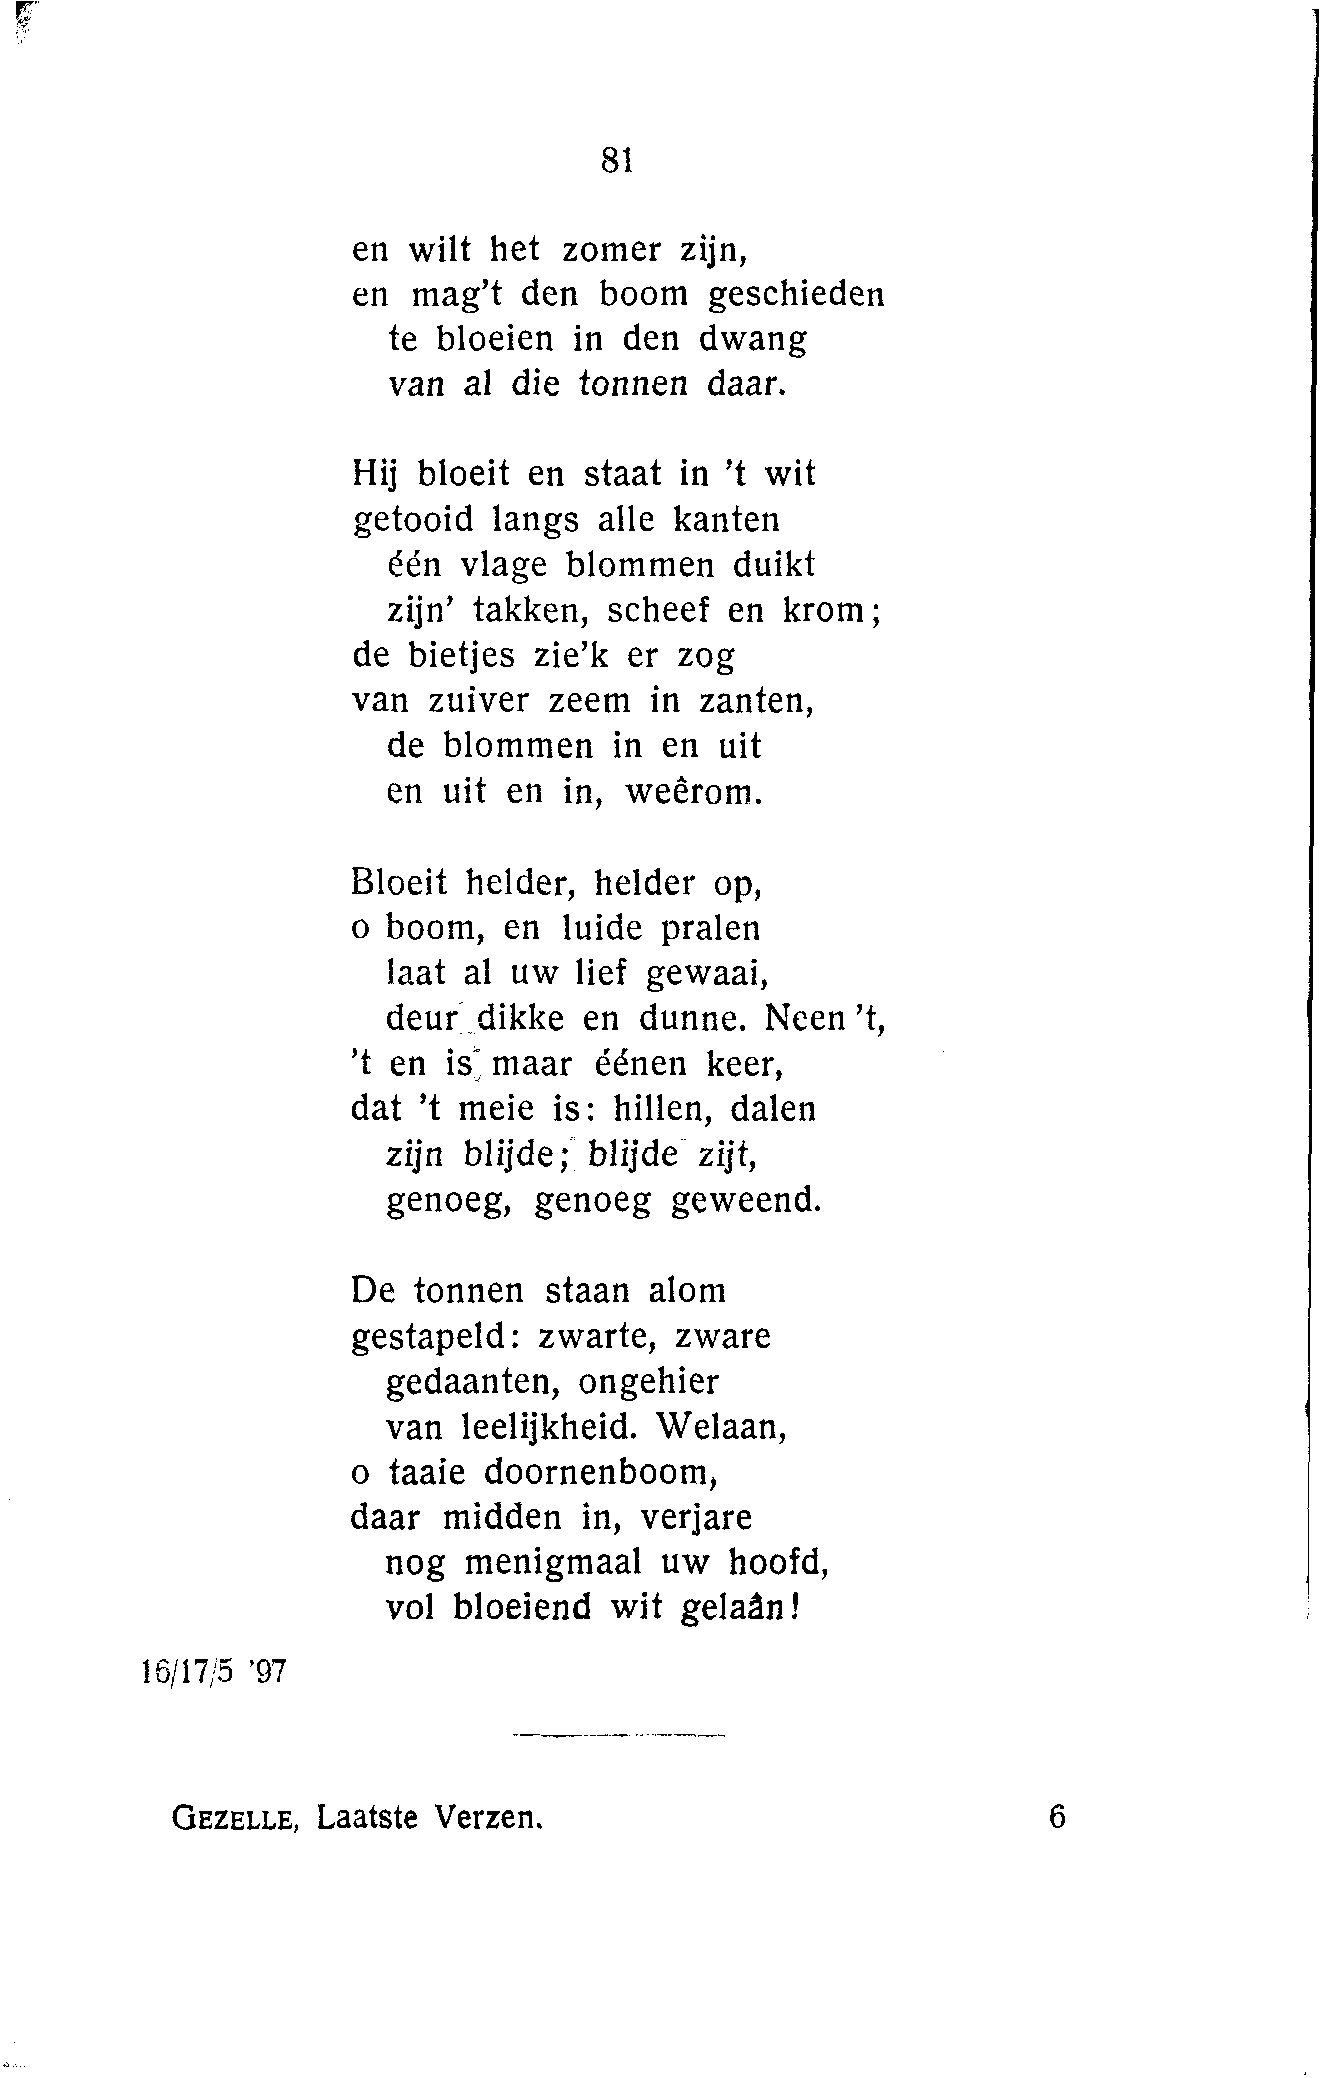 81
en wilt het zomer zijn,
en mag't den boom geschieden
te bloeien in den dwang
van al die tonnen daar.
Hij bloeit en staat in 't wit
getooid langs alle kanten
één vlage blommen duikt
zijn' takken, scheef en krom;
de bietjes zie'k er zog
van zuiver zeem in zanten,
de blommen in en uit
en uit en in, weêrom.
Bloeit helder, helder op,
o boom, en luide pralen
laat al uw lief gewaai,
deur dikke en dunne. Neen 't,
't en is maar éénen keer,
dat 't meie is: hillen, dalen
zijn blijde; blijde zijt,
genoeg, genoeg geweend.
De tonnen staan alom
gestapeld: zwarte, zware
gedaanten, ongehier
van leelijkheid. Welaan,
o taaie doornenboom,
daar midden in, verjare
nog menigmaal uw hoofd,
vol bloeiend wit gelaân!
16/17/5 '97
GEZELLE, Laatste Verzen. 6